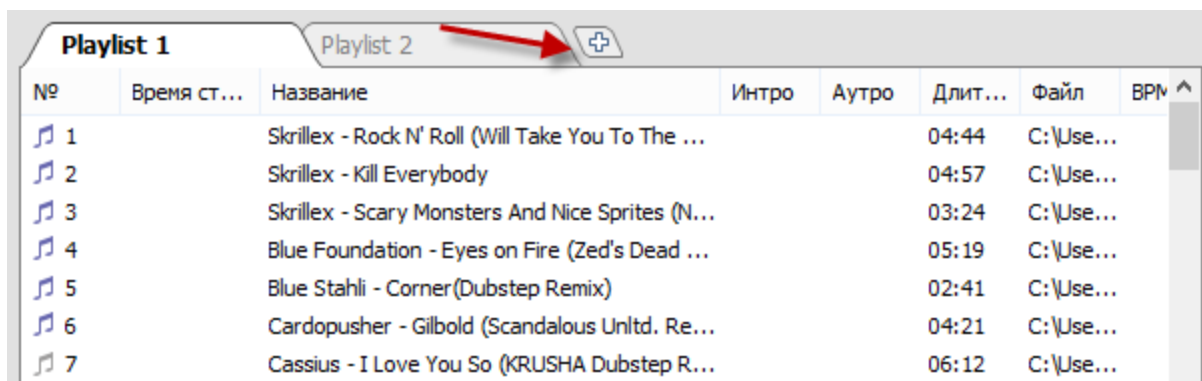 Playlist 1 Playlist 2
№ Время ст... Название Интро Аутро Длит... Файл BPM
1 Skrillex - Rock N' Roll (Will Take You To The ... 04:44 C:\Use...
2 Skrillex - Kill Everybody 04:57 C:\Use...
3 Skrillex - Scary Monsters And Nice Sprites (N... 03:24 C:\Use...
4 Blue Foundation - Eyes on Fire (Zed's Dead ... 05:19 C:\Use...
5 Blue Stahli - Corner(Dubstep Remix) 02:41 C:\Use...
6 Cardopusher - Gilbold (Scandalous Unltd. Re... 04:21 C:\Use...
7 Cassius - I Love You So (KRUSHA Dubstep R... 06:12 C:\Use...